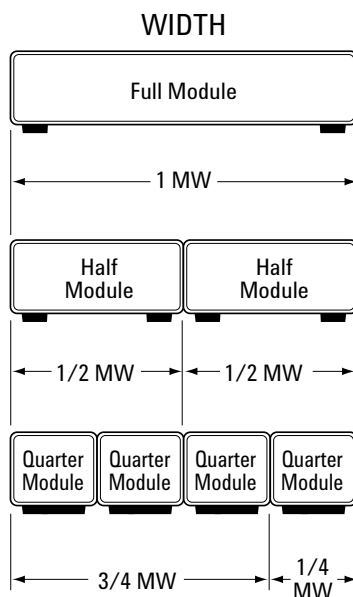 WIDTH
Full Module
1 MW
Half Module
Half Module
1/2 MW
1/2 MW
Quarter Module
Quarter Module
Quarter Module
Quarter Module
3/4 MW
1/4 MW